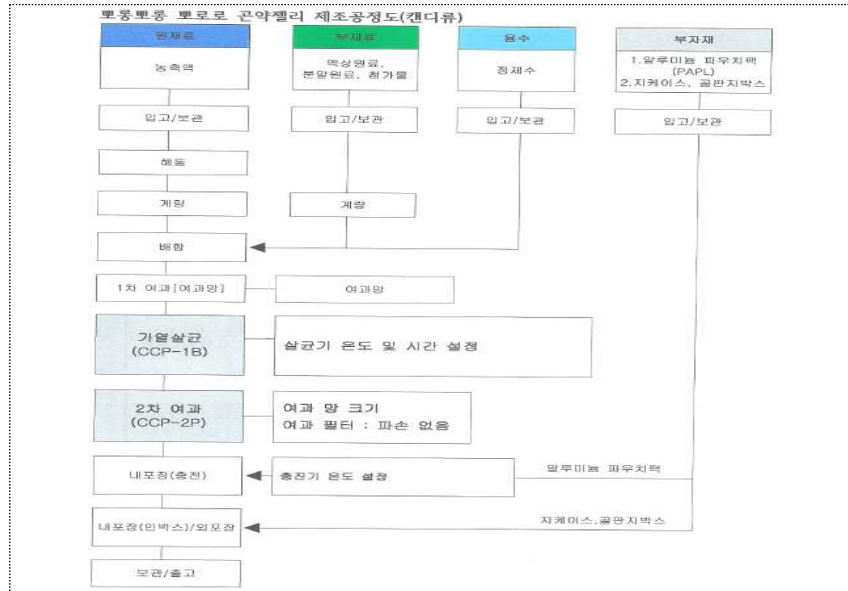 뽀롱뽀롱 뽀로로 곤약젤리 제조공정도(캔디류)
원재료
부재료
용수
부자재
농축액
액상원료,
분말원료, 첨가물
정제수
1.알루미늄 파우치팩
(PAPL)
2.지케이스, 골판지박스
입고/보관
입고/보관
입고/보관
입고/보관
해동
계량
계량
배합
1차 여과[여과망]
여과망
가열살균
(CCP-1B)
살균기 온도 및 시간 설정
2차 여과
(CCP-2P)
여과 망 크기
여과 필터 : 파손 없음
내포장(충전)
충진기 온도 설정
알루미늄 파우치팩
내포장(인박스)/외포장
지케이스,골판지박스
보관/출고